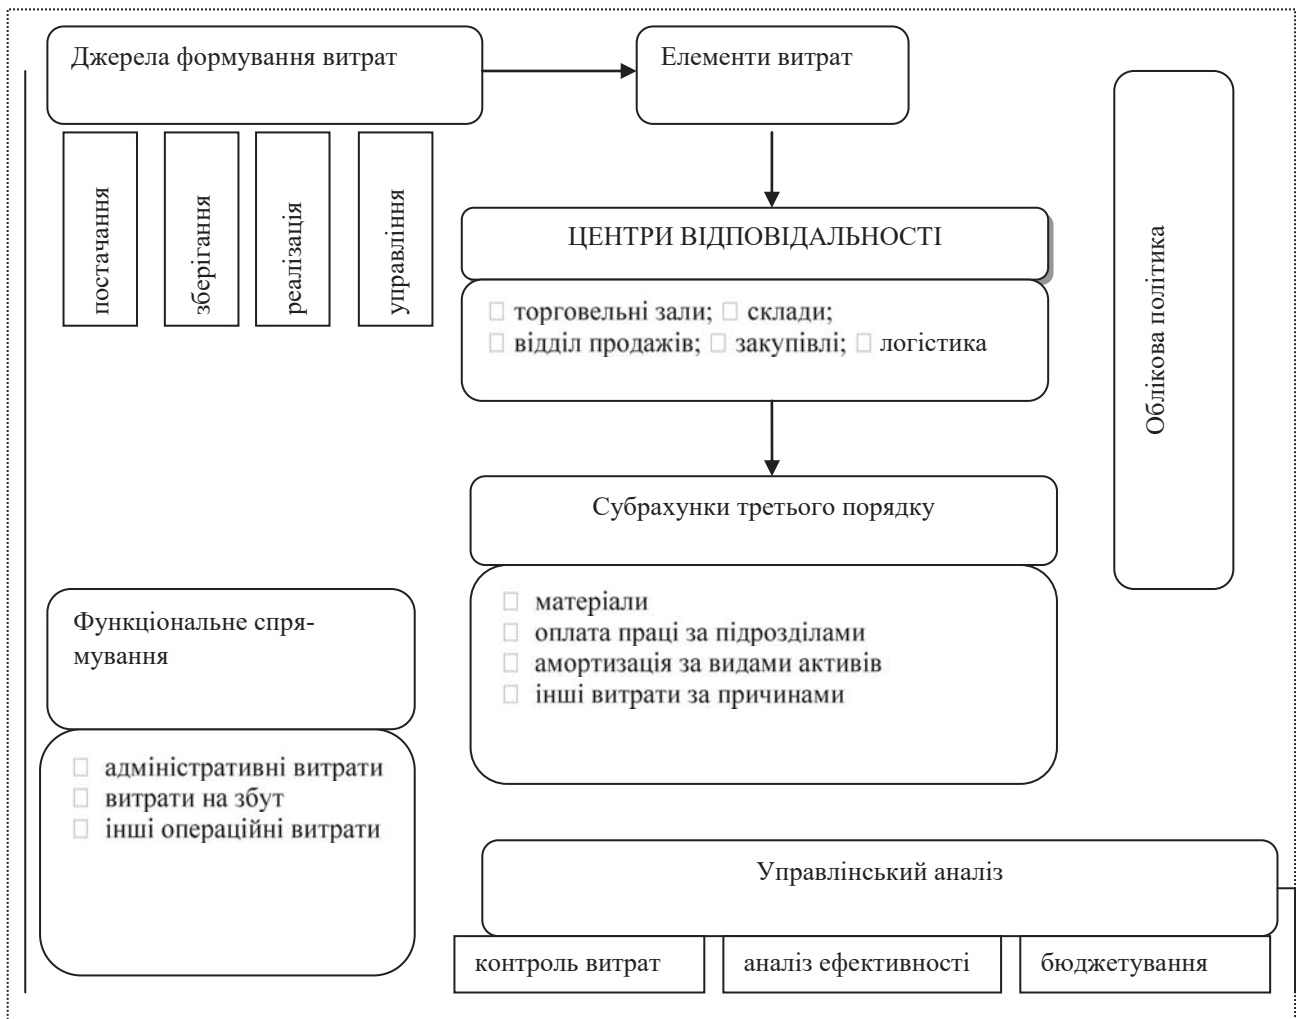 Джерела формування витрат
Елементи витрат
постачання
зберігання
реалізація
управління
ЦЕНТРИ ВІДПОВІДАЛЬНОСТІ
торговельні зали; склади;
відділ продажів; закупівлі; логістика
Облікова політика
Субрахунки третього порядку
матеріали
оплата праці за підрозділами
амортизація за видами активів
інші витрати за причинами
Функціональне спря-
мування
адміністративні витрати
витрати на збут
інші операційні витрати
Управлінський аналіз
контроль витрат
аналіз ефективності
бюджетування